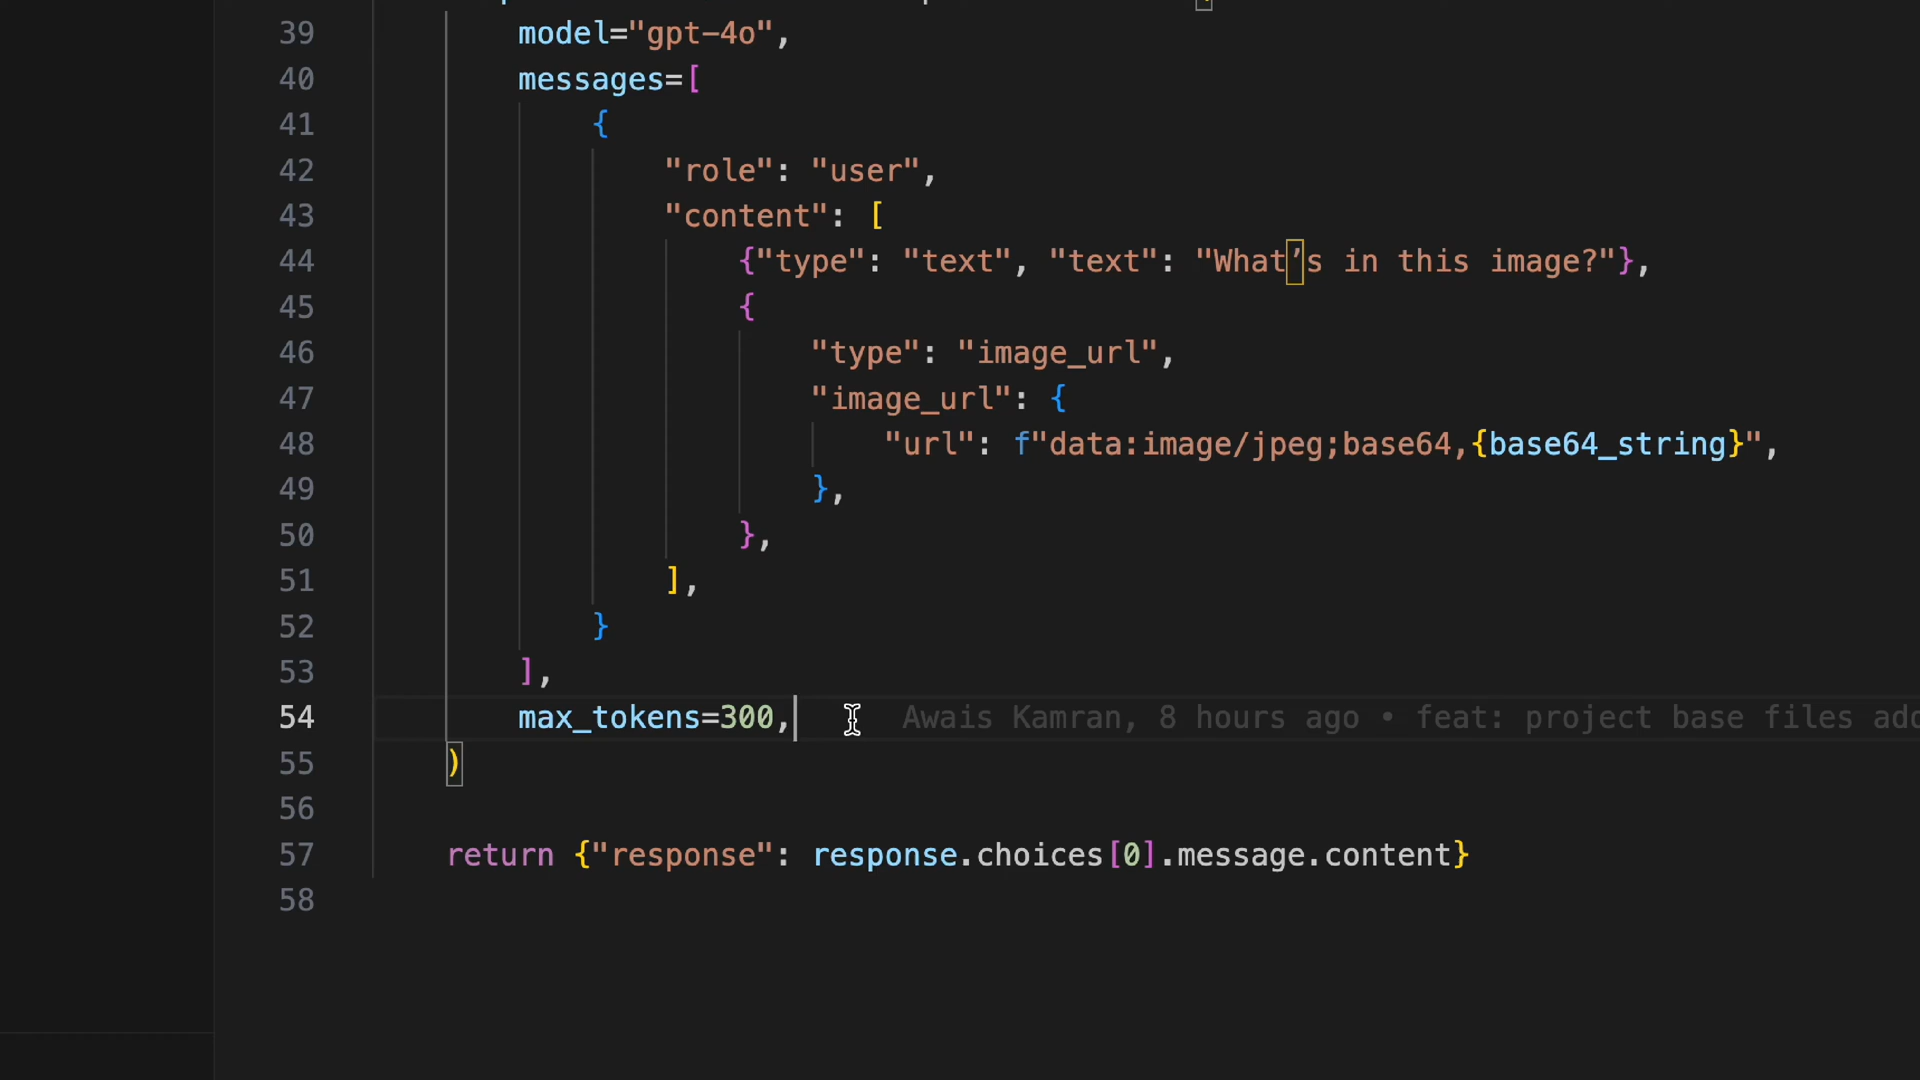 39 model="gpt-4o",
40 messages=[
41 {
42 "role": "user",
43 "content": [
44 {"type": "text", "text": "What’s in this image?"},
45 {
46 "type": "image_url",
47 "image_url": {
48 "url": f"data:image/jpeg;base64,{base64_string}",
49 },
50 },
51 ],
52 }
53 ],
54 max_tokens=300, Awais Kamran, 8 hours ago • feat: project base files
55 )
56
57 return {"response": response.choices[0].message.content}
58